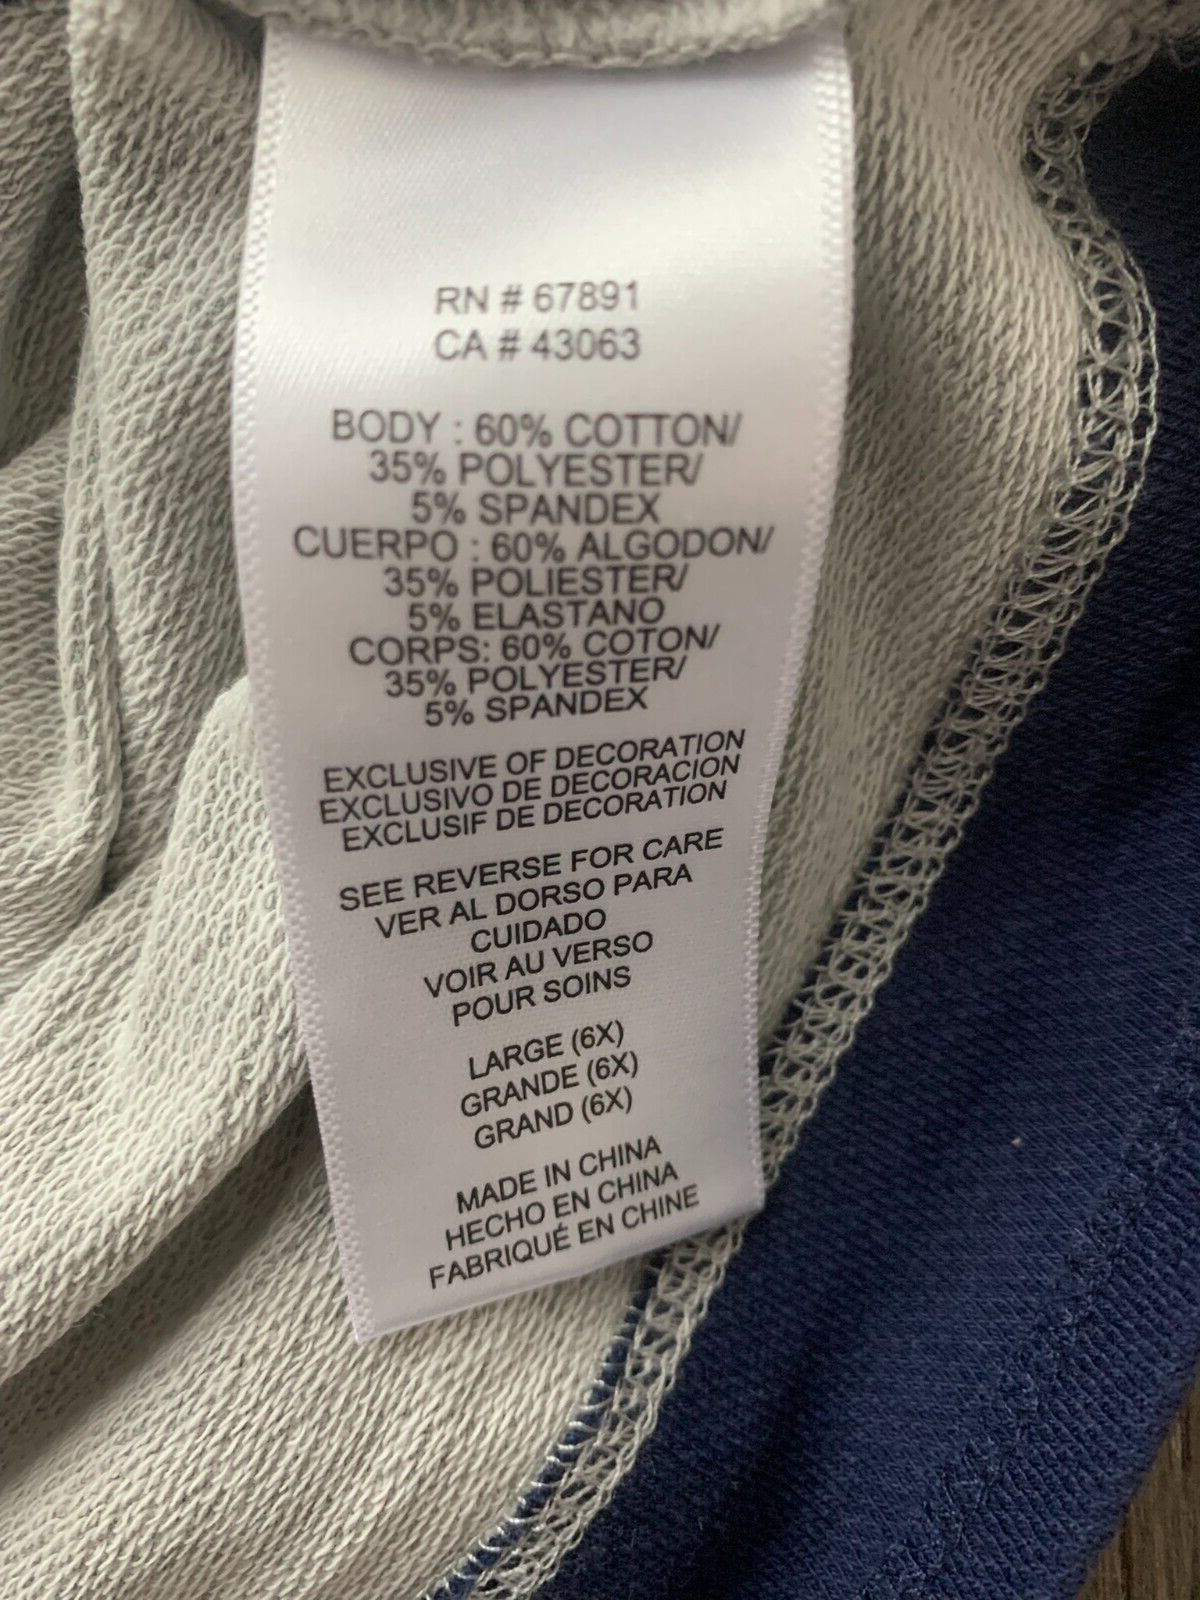 RN # 67891
CA # 43063
BODY : 60% COTTON/
35% POLYESTER/
5% SPANDEX
CUERPO : 60% ALGODON/
35% POLIESTER/
5% ELASTANO
CORPS: 60% COTON/
35% POLYESTER/
5% SPANDEX
EXCLUSIVE OF DECORATION
EXCLUSIVO DE DECORACION
EXCLUSIF DE DECORATION
SEE REVERSE FOR CARE
VER AL DORSO PARA
CUIDADO
VOIR AU VERSO
POUR SOINS
LARGE (6X)
GRANDE (6X)
GRAND (6X)
MADE IN CHINA
HECHO EN CHINA
FABRIQUÉ EN CHINE